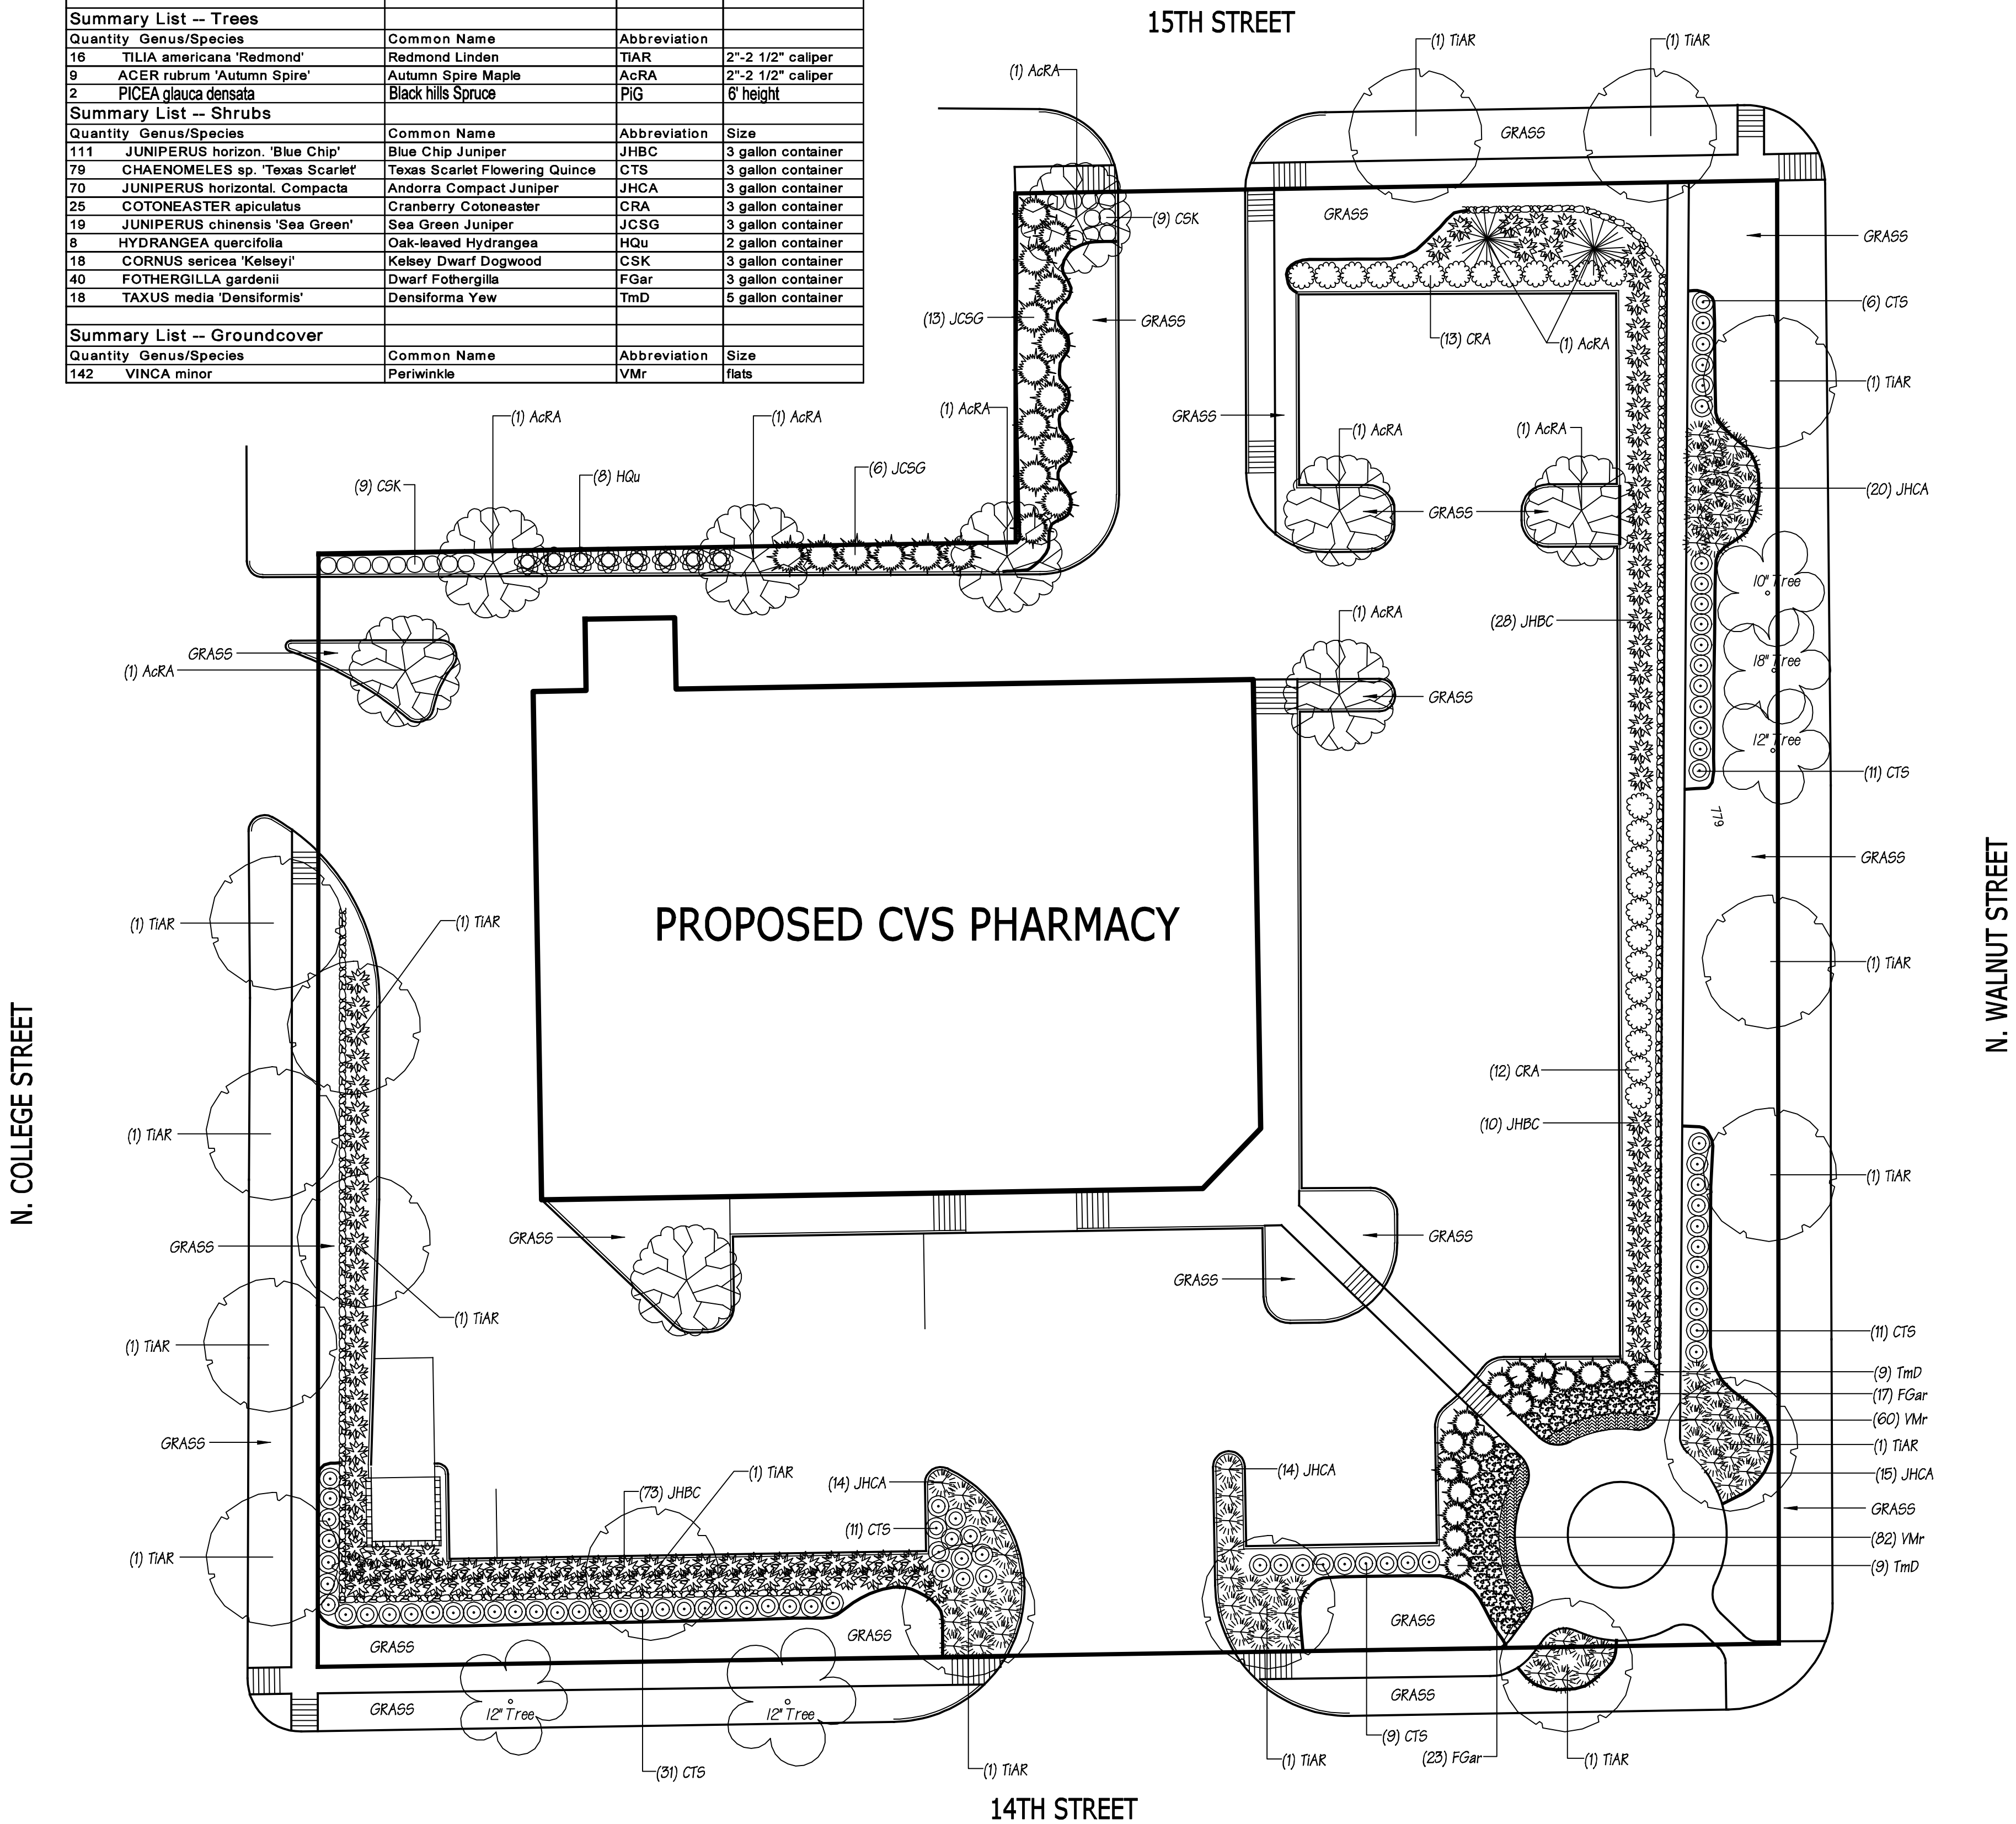 Summary List -- Trees
Quantity Genus/Species Common Name Abbreviation
16 TILIA americana 'Redmond' Redmond Linden TiAR 2"-2 1/2" caliper
9 ACER rubrum 'Autumn Spire' Autumn Spire Maple AcRA 2"-2 1/2" caliper
2 PICEA glauca densata Black hills Spruce PiG 6' height
Summary List -- Shrubs
Quantity Genus/Species Common Name Abbreviation Size
111 JUNIPERUS horizon. 'Blue Chip' Blue Chip Juniper JHBC 3 gallon container
79 CHAENOMELES sp. 'Texas Scarlet' Texas Scarlet Flowering Quince CTS 3 gallon container
70 JUNIPERUS horizontal. Compacta Andorra Compact Juniper JHCA 3 gallon container
25 COTONEASTER apiculatus Cranberry Cotoneaster CRA 3 gallon container
19 JUNIPERUS chinensis 'Sea Green' Sea Green Juniper JCSG 3 gallon container
8 HYDRANGEA quercifolia Oak-leaved Hydrangea HQu 2 gallon container
18 CORNUS sericea 'Kelseyi' Kelsey Dwarf Dogwood CSK 3 gallon container
40 FOTHERGILLA gardenii Dwarf Fothergilla FGar 3 gallon container
18 TAXUS media 'Densiformis' Densiforma Yew TmD 5 gallon container
Summary List -- Groundcover
Quantity Genus/Species Common Name Abbreviation Size
142 VINCA minor Periwinkle VMr flats
15TH STREET
(1) TiAR
(1) TiAR
(1) AcRA
GRASS
(9) CSK
GRASS
GRASS
(6) CTS
(13) JCSG
GRASS
(13) CRA
(1) AcRA
(1) TiAR
(1) AcRA
(1) AcRA
(1) AcRA
GRASS
(1) AcRA
(1) AcRA
(9) CSK
(8) HQu
(6) JCSG
(20) JHCA
GRASS
10" Tree
(1) AcRA
(28) JHBC
GRASS
(1) AcRA
18" Tree
GRASS
12" Tree
(11) CTS
779
GRASS
PROPOSED CVS PHARMACY
(1) TiAR
(1) TiAR
(1) TiAR
N. WALNUT STREET
N. COLLEGE STREET
(12) CRA
(10) JHBC
(1) TiAR
(1) TiAR
GRASS
GRASS
GRASS
GRASS
(1) TiAR
(1) TiAR
(11) CTS
(9) TmD
(17) FGar
(60) VMr
GRASS
(1) TiAR
(1) TiAR
(14) JHCA
(14) JHCA
(15) JHCA
(73) JHBC
GRASS
(11) CTS
(82) VMr
(1) TiAR
(9) TmD
GRASS
GRASS
GRASS
GRASS
12" Tree
12" Tree
GRASS
(9) CTS
(23) FGar
(1) TiAR
(1) TiAR
(1) TiAR
(31) CTS
14TH STREET